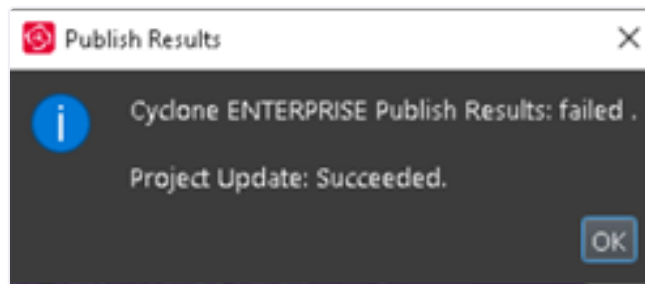 Publish Results
Cyclone ENTERPRISE Publish Results: failed .
Project Update: Succeeded.
OK